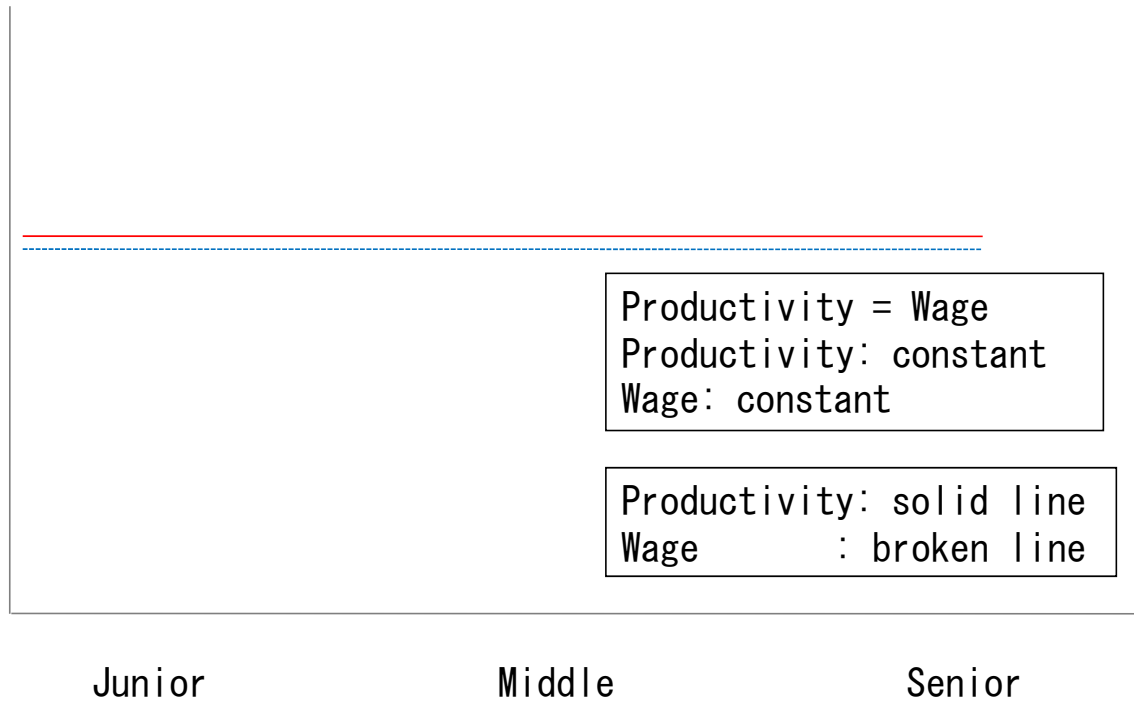 Productivity = Wage
Productivity: constant
Wage: constant
Productivity: solid line
Wage : broken line
Junior Middle Senior